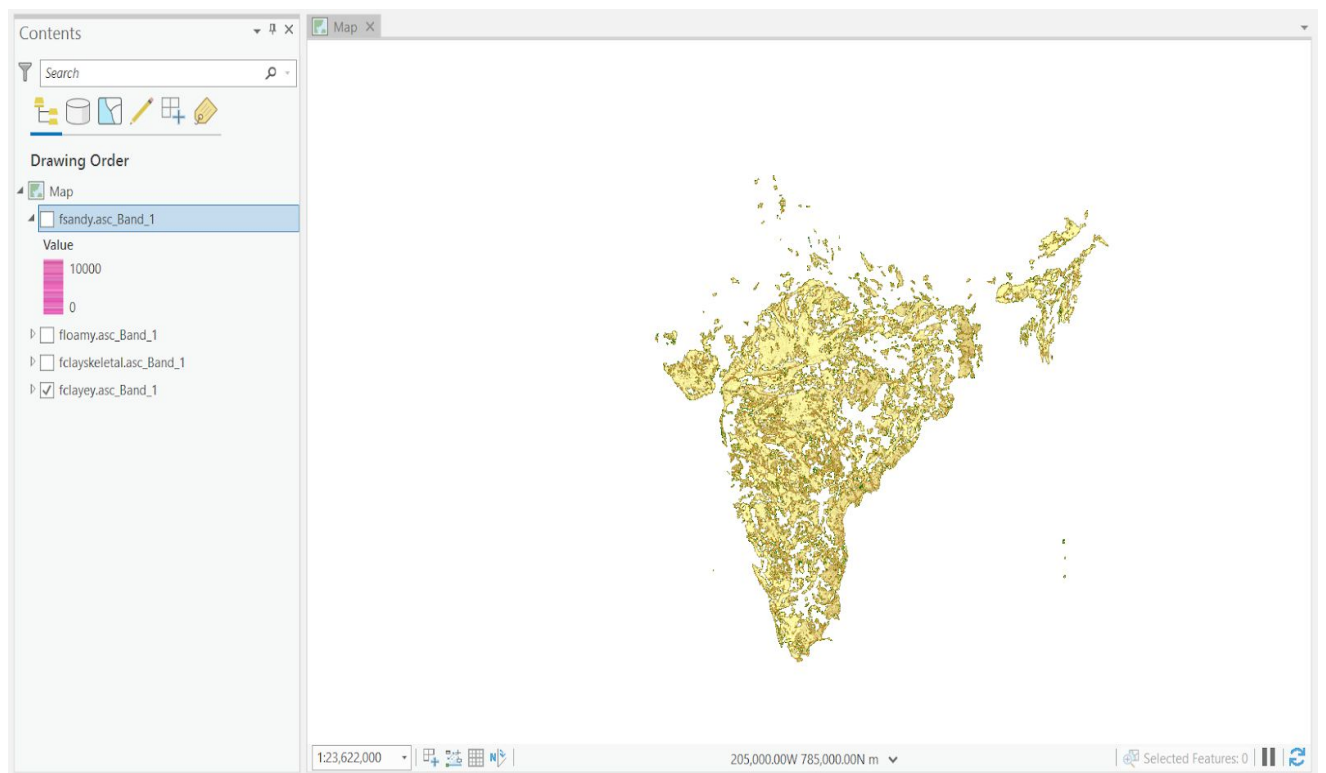 Contents
Map
Search
Drawing Order
Map
fsandy.asc_Band_1
Value
10000
0
floamy.asc_Band_1
fclayskeletal.asc_Band_1
fclayey.asc_Band_1
1:23,622,000
N
205,000.00W 785,000.00N m
Selected Features: 0